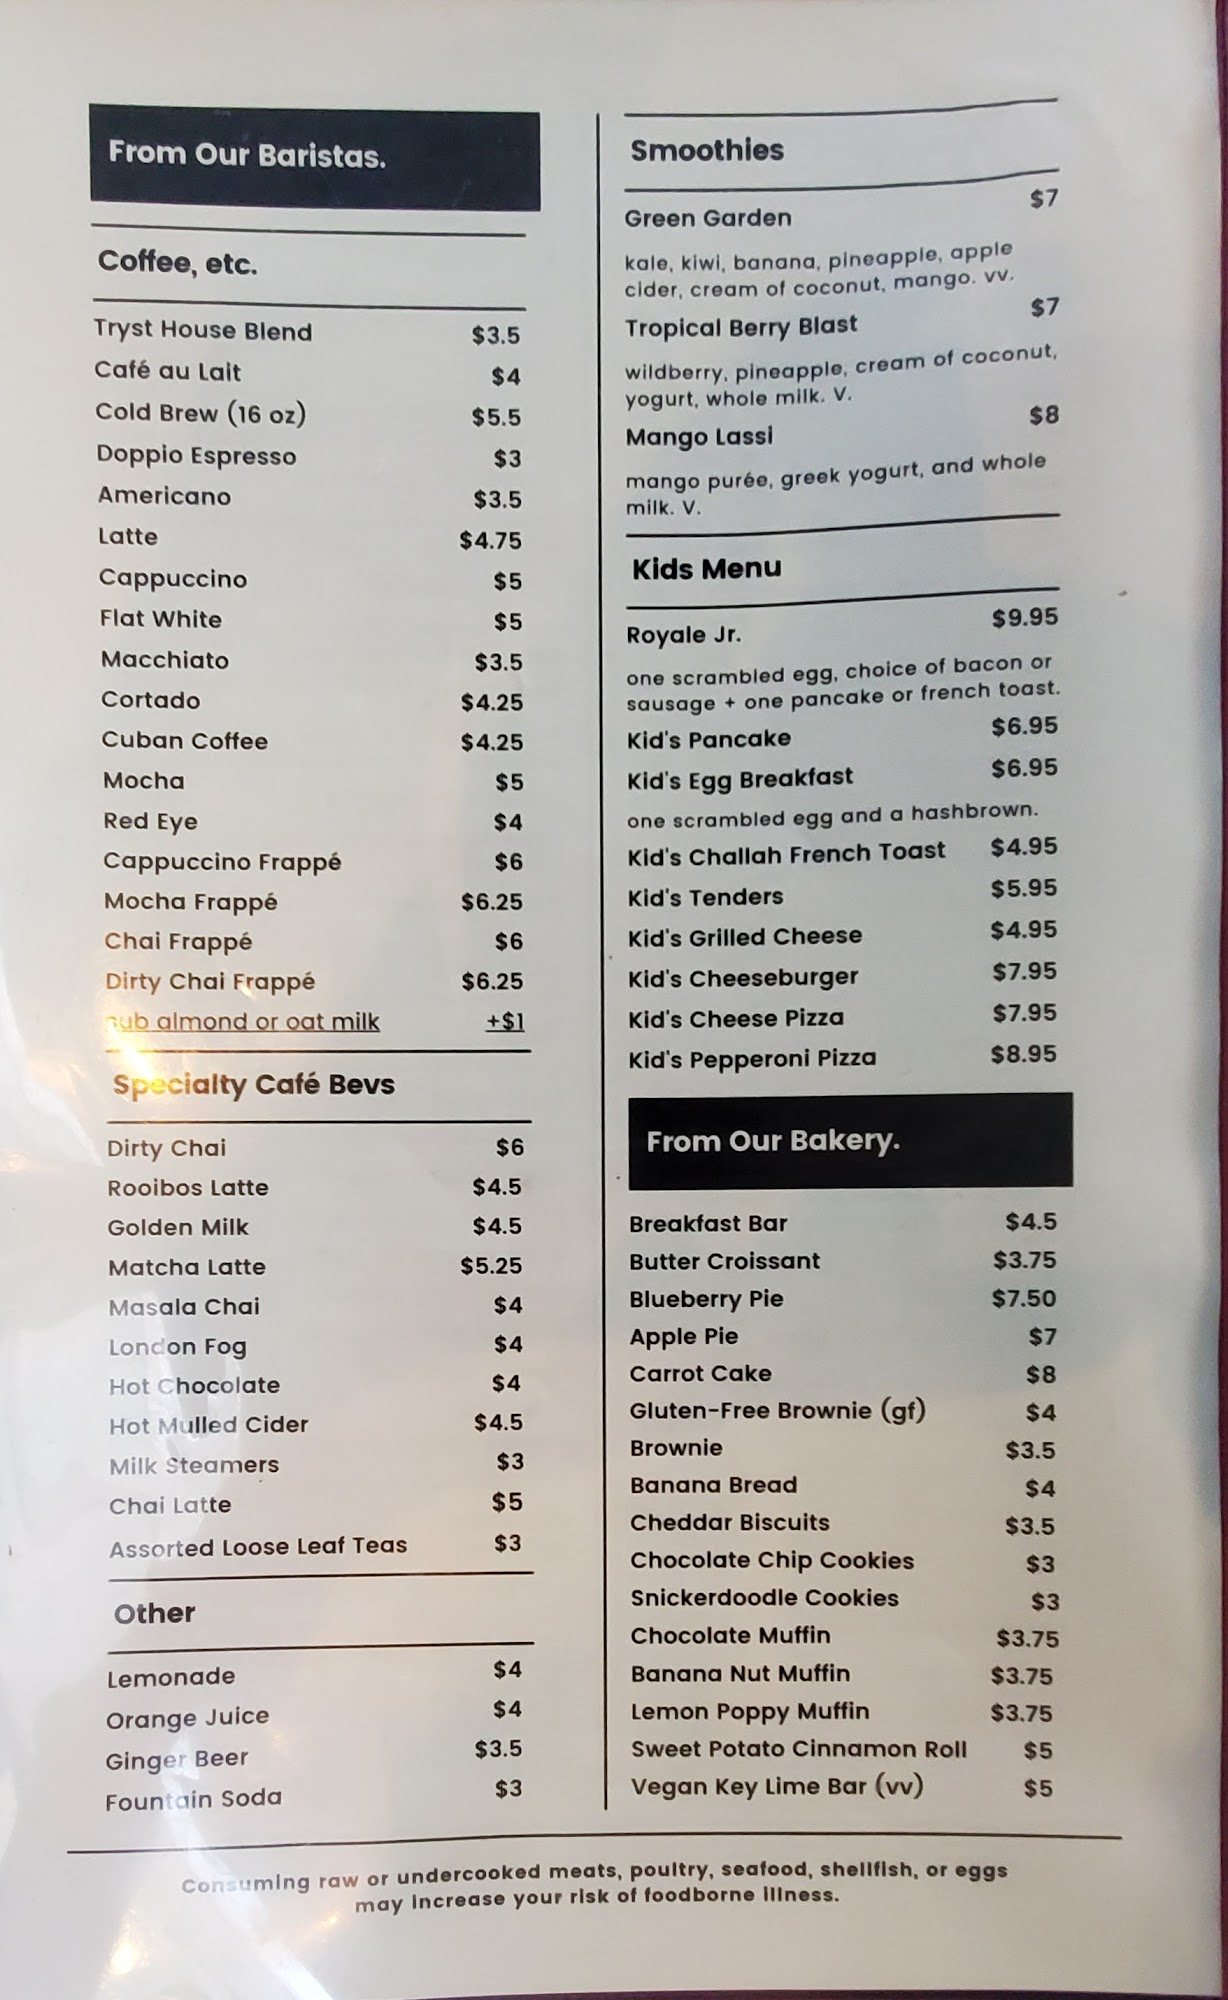 From Our Baristas.
Coffee, etc.
Tryst House Blend $3.5
Café au Lait $4
Cold Brew (16 oz) $5.5
Doppio Espresso $3
Americano $3.5
Latte $4.75
Cappuccino $5
Flat White $5
Macchiato $3.5
Cortado $4.25
Cuban Coffee $4.25
Mocha $5
Red Eye $4
Cappuccino Frappé $6
Mocha Frappé $6.25
Chai Frappé $6
Dirty Chai Frappé $6.25
sub almond or oat milk +$1
Specialty Café Bevs
Dirty Chai $6
Rooibos Latte $4.5
Golden Milk $4.5
Matcha Latte $5.25
Masala Chai $4
London Fog $4
Hot Chocolate $4
Hot Mulled Cider $4.5
Milk Steamers $3
Chai Latte $5
Assorted Loose Leaf Teas $3
Other
Lemonade $4
Orange Juice $4
Ginger Beer $3.5
Fountain Soda $3
Smoothies
Green Garden $7
kale, kiwi, banana, pineapple, apple
cider, cream of coconut, mango. vv.
Tropical Berry Blast $7
wildberry, pineapple, cream of coconut,
yogurt, whole milk. V.
Mango Lassi $8
mango purée, greek yogurt, and whole
milk. V.
Kids Menu
Royale Jr. $9.95
one scrambled egg, choice of bacon or
sausage + one pancake or french toast.
Kid's Pancake $6.95
Kid's Egg Breakfast $6.95
one scrambled egg and a hashbrown.
Kid's Challah French Toast $4.95
Kid's Tenders $5.95
Kid's Grilled Cheese $4.95
Kid's Cheeseburger $7.95
Kid's Cheese Pizza $7.95
Kid's Pepperoni Pizza $8.95
From Our Bakery.
Breakfast Bar $4.5
Butter Croissant $3.75
Blueberry Pie $7.50
Apple Pie $7
Carrot Cake $8
Gluten-Free Brownie (gf) $4
Brownie $3.5
Banana Bread $4
Cheddar Biscuits $3.5
Chocolate Chip Cookies $3
Snickerdoodle Cookies $3
Chocolate Muffin $3.75
Banana Nut Muffin $3.75
Lemon Poppy Muffin $3.75
Sweet Potato Cinnamon Roll $5
Vegan Key Lime Bar (vv) $5
Consuming raw or undercooked meats, poultry, seafood, shellfish, or eggs
may increase your risk of foodborne illness.